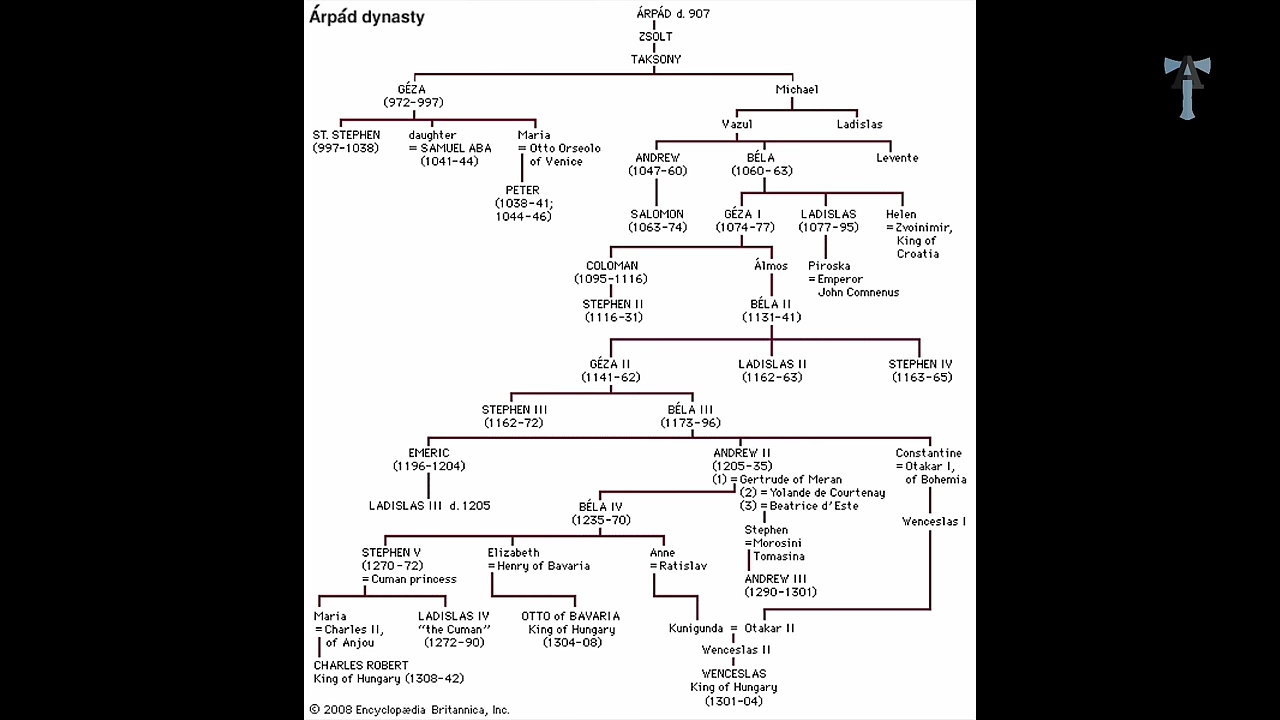 Árpád dynasty
ÁRPÁD d. 907
ZSOLT
TAKSONY
GÉZA
(972-997)
Michael
ST. STEPHEN
(997-1038)
daughter
= SAMUEL ABA
(1041-44)
Maria
= Otto Orseolo
of Venice
Vazul
Ladislas
PETER
(1038-41;
1044-46)
ANDREW
(1047-60)
BÉLA
(1060-63)
Levente
SALOMON
(1063-74)
GÉZA I
(1074-77)
LADISLAS
(1077-95)
Helen
= Zvoinimir,
King of
Croatia
COLOMAN
(1095-1116)
Álmos
Piroska
= Emperor
John Comnenus
STEPHEN II
(1116-31)
BÉLA II
(1131-41)
GÉZA II
(1141-62)
LADISLAS II
(1162-63)
STEPHEN IV
(1163-65)
STEPHEN III
(1162-72)
BÉLA III
(1173-96)
EMERIC
(1196-1204)
ANDREW II
(1205-35)
(1) = Gertrude of Meran
(2) = Yolande de Courtenay
(3) = Beatrice d'Este
Constantine
= Otakar I,
of Bohemia
LADISLAS III d. 1205
BÉLA IV
(1235-70)
Stephen
= Morosini
Tomasina
Wenceslas I
STEPHEN V
(1270-72)
= Cuman princess
Elizabeth
= Henry of Bavaria
Anne
= Ratislav
ANDREW III
(1290-1301)
Maria
= Charles II,
of Anjou
LADISLAS IV
"the Cuman"
(1272-90)
OTTO of BAVARIA
King of Hungary
(1304-08)
Kunigunda = Otakar II
Wenceslas II
CHARLES ROBERT
King of Hungary (1308-42)
WENCESLAS
King of Hungary
(1301-04)
© 2008 Encyclopædia Britannica, Inc.